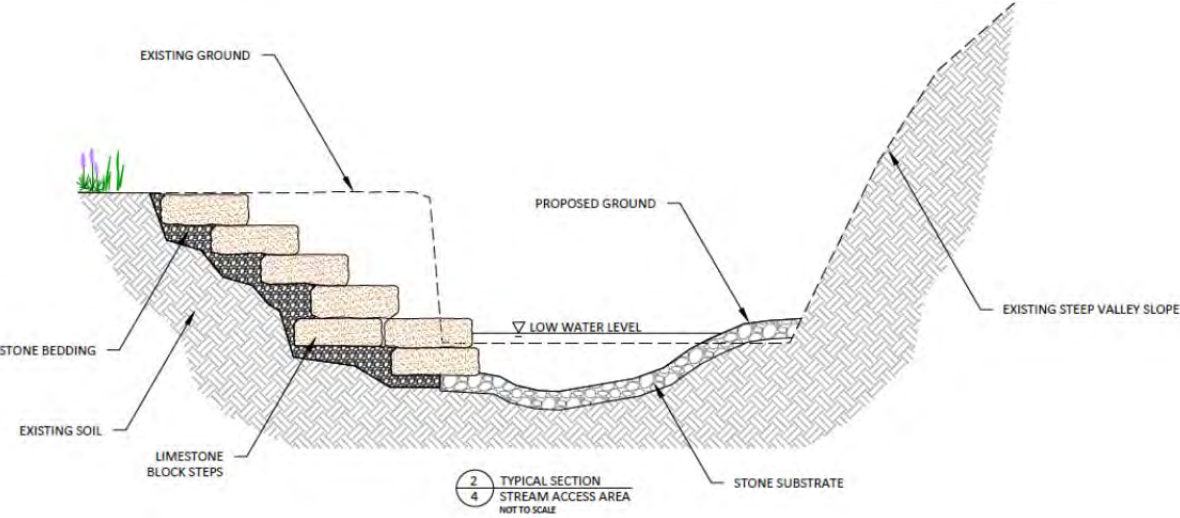 EXISTING GROUND
PROPOSED GROUND
EXISTING STEEP VALLEY SLOPE
LOW WATER LEVEL
STONE BEDDING
EXISTING SOIL
LIMESTONE
BLOCK STEPS
STONE SUBSTRATE
2 TYPICAL SECTION
4 STREAM ACCESS AREA
NOT TO SCALE